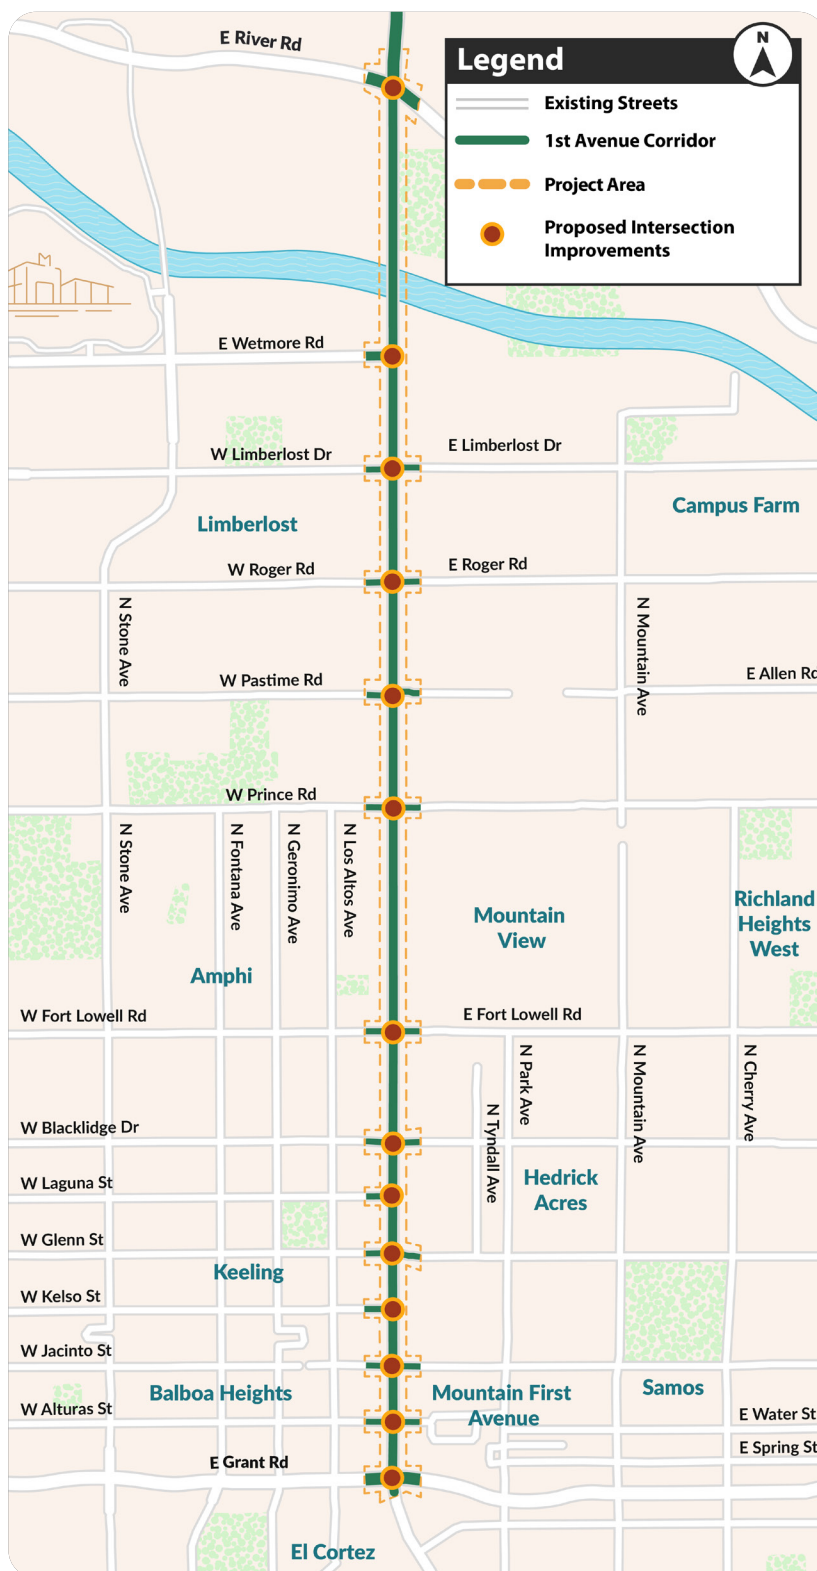 E River Rd
N
Legend
Existing Streets
1st Avenue Corridor
Project Area
Proposed Intersection
Improvements
E Wetmore Rd
W Limberlost Dr
E Limberlost Dr
Limberlost
Campus Farm
W Roger Rd
E Roger Rd
N Stone Ave
N Mountain Ave
W Pastime Rd
E Allen Rd
W Prince Rd
N Stone Ave
N Fontana Ave
N Geronimo Ave
N Los Altos Ave
Mountain
View
Richland
Heights
West
Amphi
W Fort Lowell Rd
E Fort Lowell Rd
N Park Ave
N Mountain Ave
N Cherry Ave
N Tyndall Ave
W Blacklidge Dr
W Laguna St
Hedrick
Acres
W Glenn St
Keeling
W Kelso St
W Jacinto St
Balboa Heights
Mountain First
Avenue
Samos
W Alturas St
E Water St
E Spring St
E Grant Rd
El Cortez